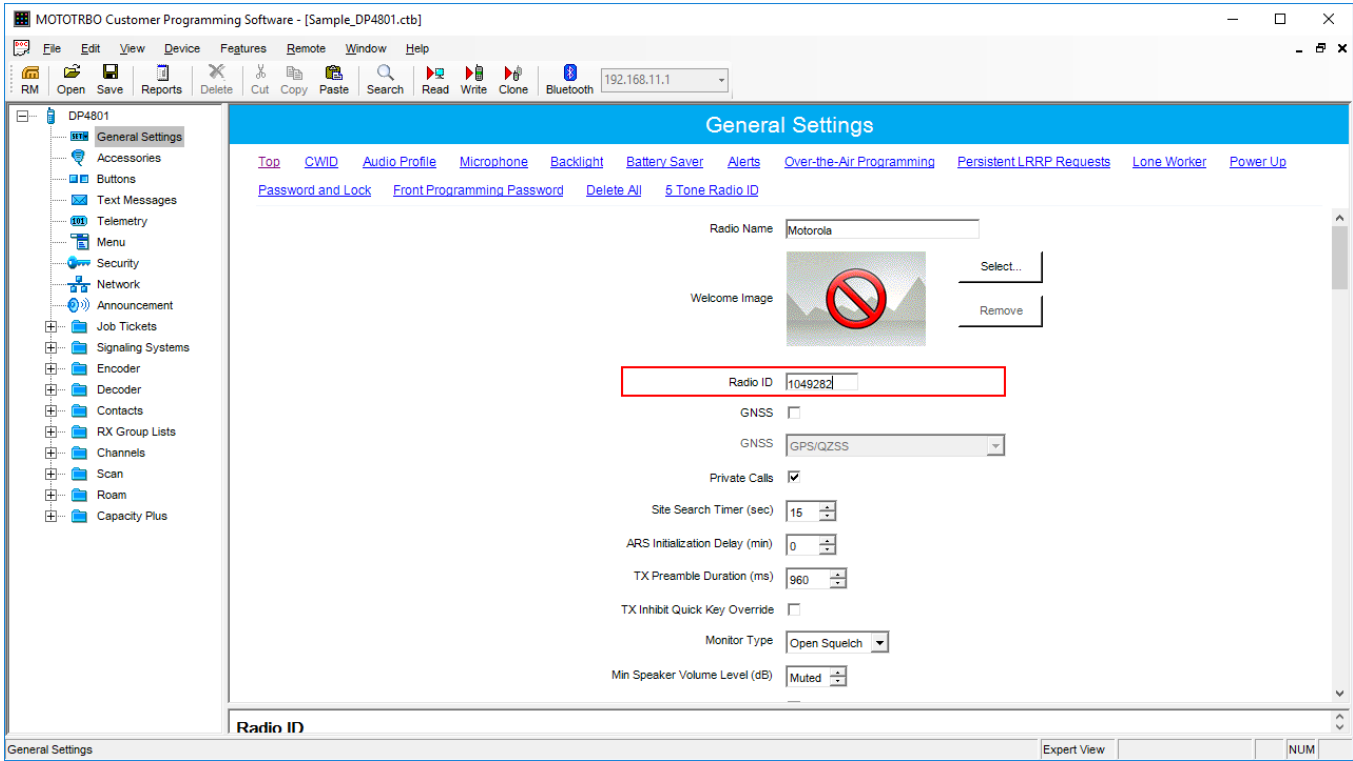 MOTOTRBO Customer Programming Software - [Sample_DP4801.ctb]
File Edit View Device Features Remote Window Help
RM Open Save Reports Delete Cut Copy Paste Search Read Write Clone Bluetooth 192.168.11.1
DP4801
General Settings
Accessories
Buttons
Text Messages
Telemetry
Menu
Security
Network
Announcement
Job Tickets
Signaling Systems
Encoder
Decoder
Contacts
RX Group Lists
Channels
Scan
Roam
Capacity Plus
General Settings
Top CWID Audio Profile Microphone Backlight Battery Saver Alerts Over-the-Air Programming Persistent LRRP Requests Lone Worker Power Up
Password and Lock Front Programming Password Delete All 5 Tone Radio ID
Radio Name Motorola
Select...
Welcome Image
Remove
Radio ID 1049282
GNSS
GNSS GPS/QZSS
Private Calls
Site Search Timer (sec) 15
ARS Initialization Delay (min) 0
TX Preamble Duration (ms) 960
TX Inhibit Quick Key Override
Monitor Type Open Squelch
Min Speaker Volume Level (dB) Muted
Radio ID
General Settings Expert View NUM